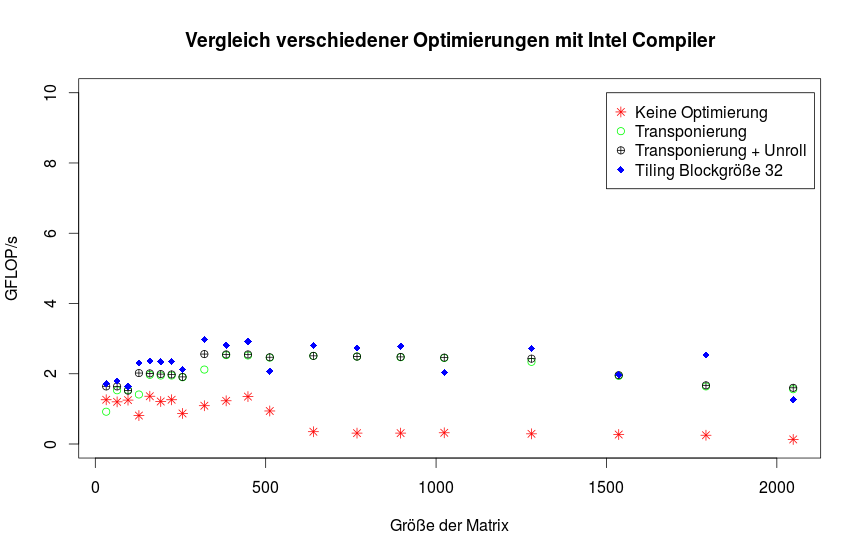 Vergleich verschiedener Optimierungen mit Intel Compiler
10
8
6
4
2
0
GFLOP/s
Keine Optimierung
Transponierung
Transponierung + Unroll
Tiling Blockgröße 32
0 500 1000 1500 2000
Größe der Matrix